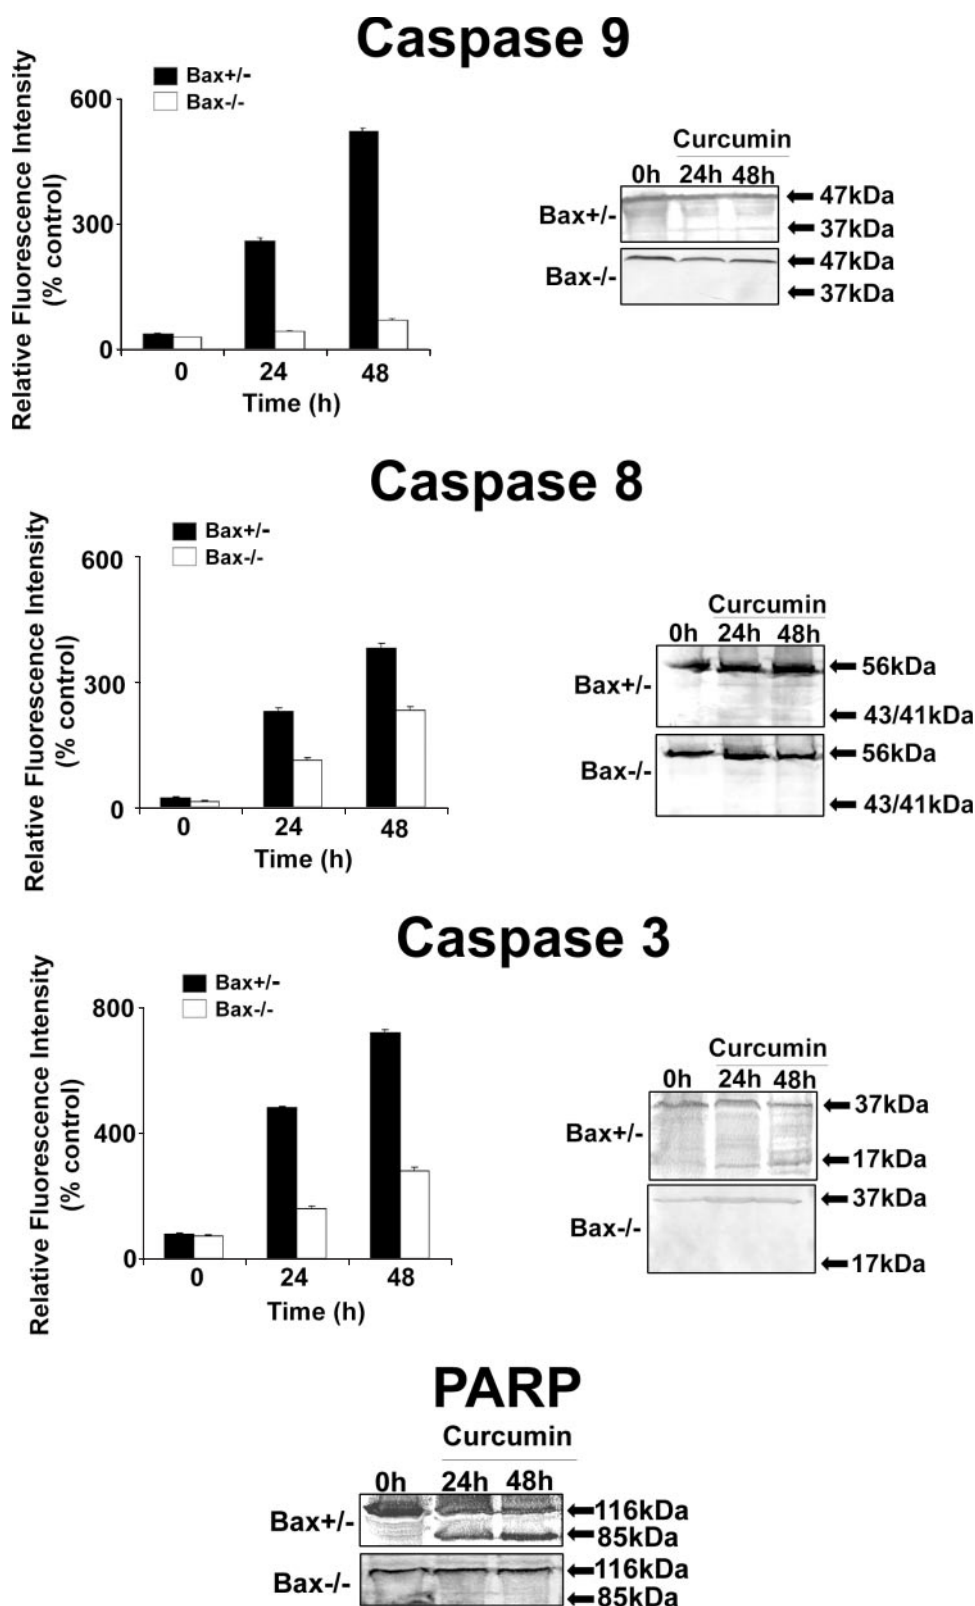 Caspase 9
Bax+/-
Bax-/-
Relative Fluorescence Intensity
(% control)
600
300
0
0 24 48
Time (h)
Curcumin
0h 24h 48h
Bax+/-
47kDa
37kDa
Bax-/-
47kDa
37kDa
Caspase 8
Bax+/-
Bax-/-
Relative Fluorescence Intensity
(% control)
600
300
0
0 24 48
Time (h)
Curcumin
0h 24h 48h
Bax+/-
56kDa
43/41kDa
Bax-/-
56kDa
43/41kDa
Caspase 3
Bax+/-
Bax-/-
Relative Fluorescence Intensity
(% control)
800
400
0
0 24 48
Time (h)
Curcumin
0h 24h 48h
Bax+/-
37kDa
17kDa
Bax-/-
37kDa
17kDa
PARP
Curcumin
0h 24h 48h
Bax+/-
116kDa
85kDa
Bax-/-
116kDa
85kDa